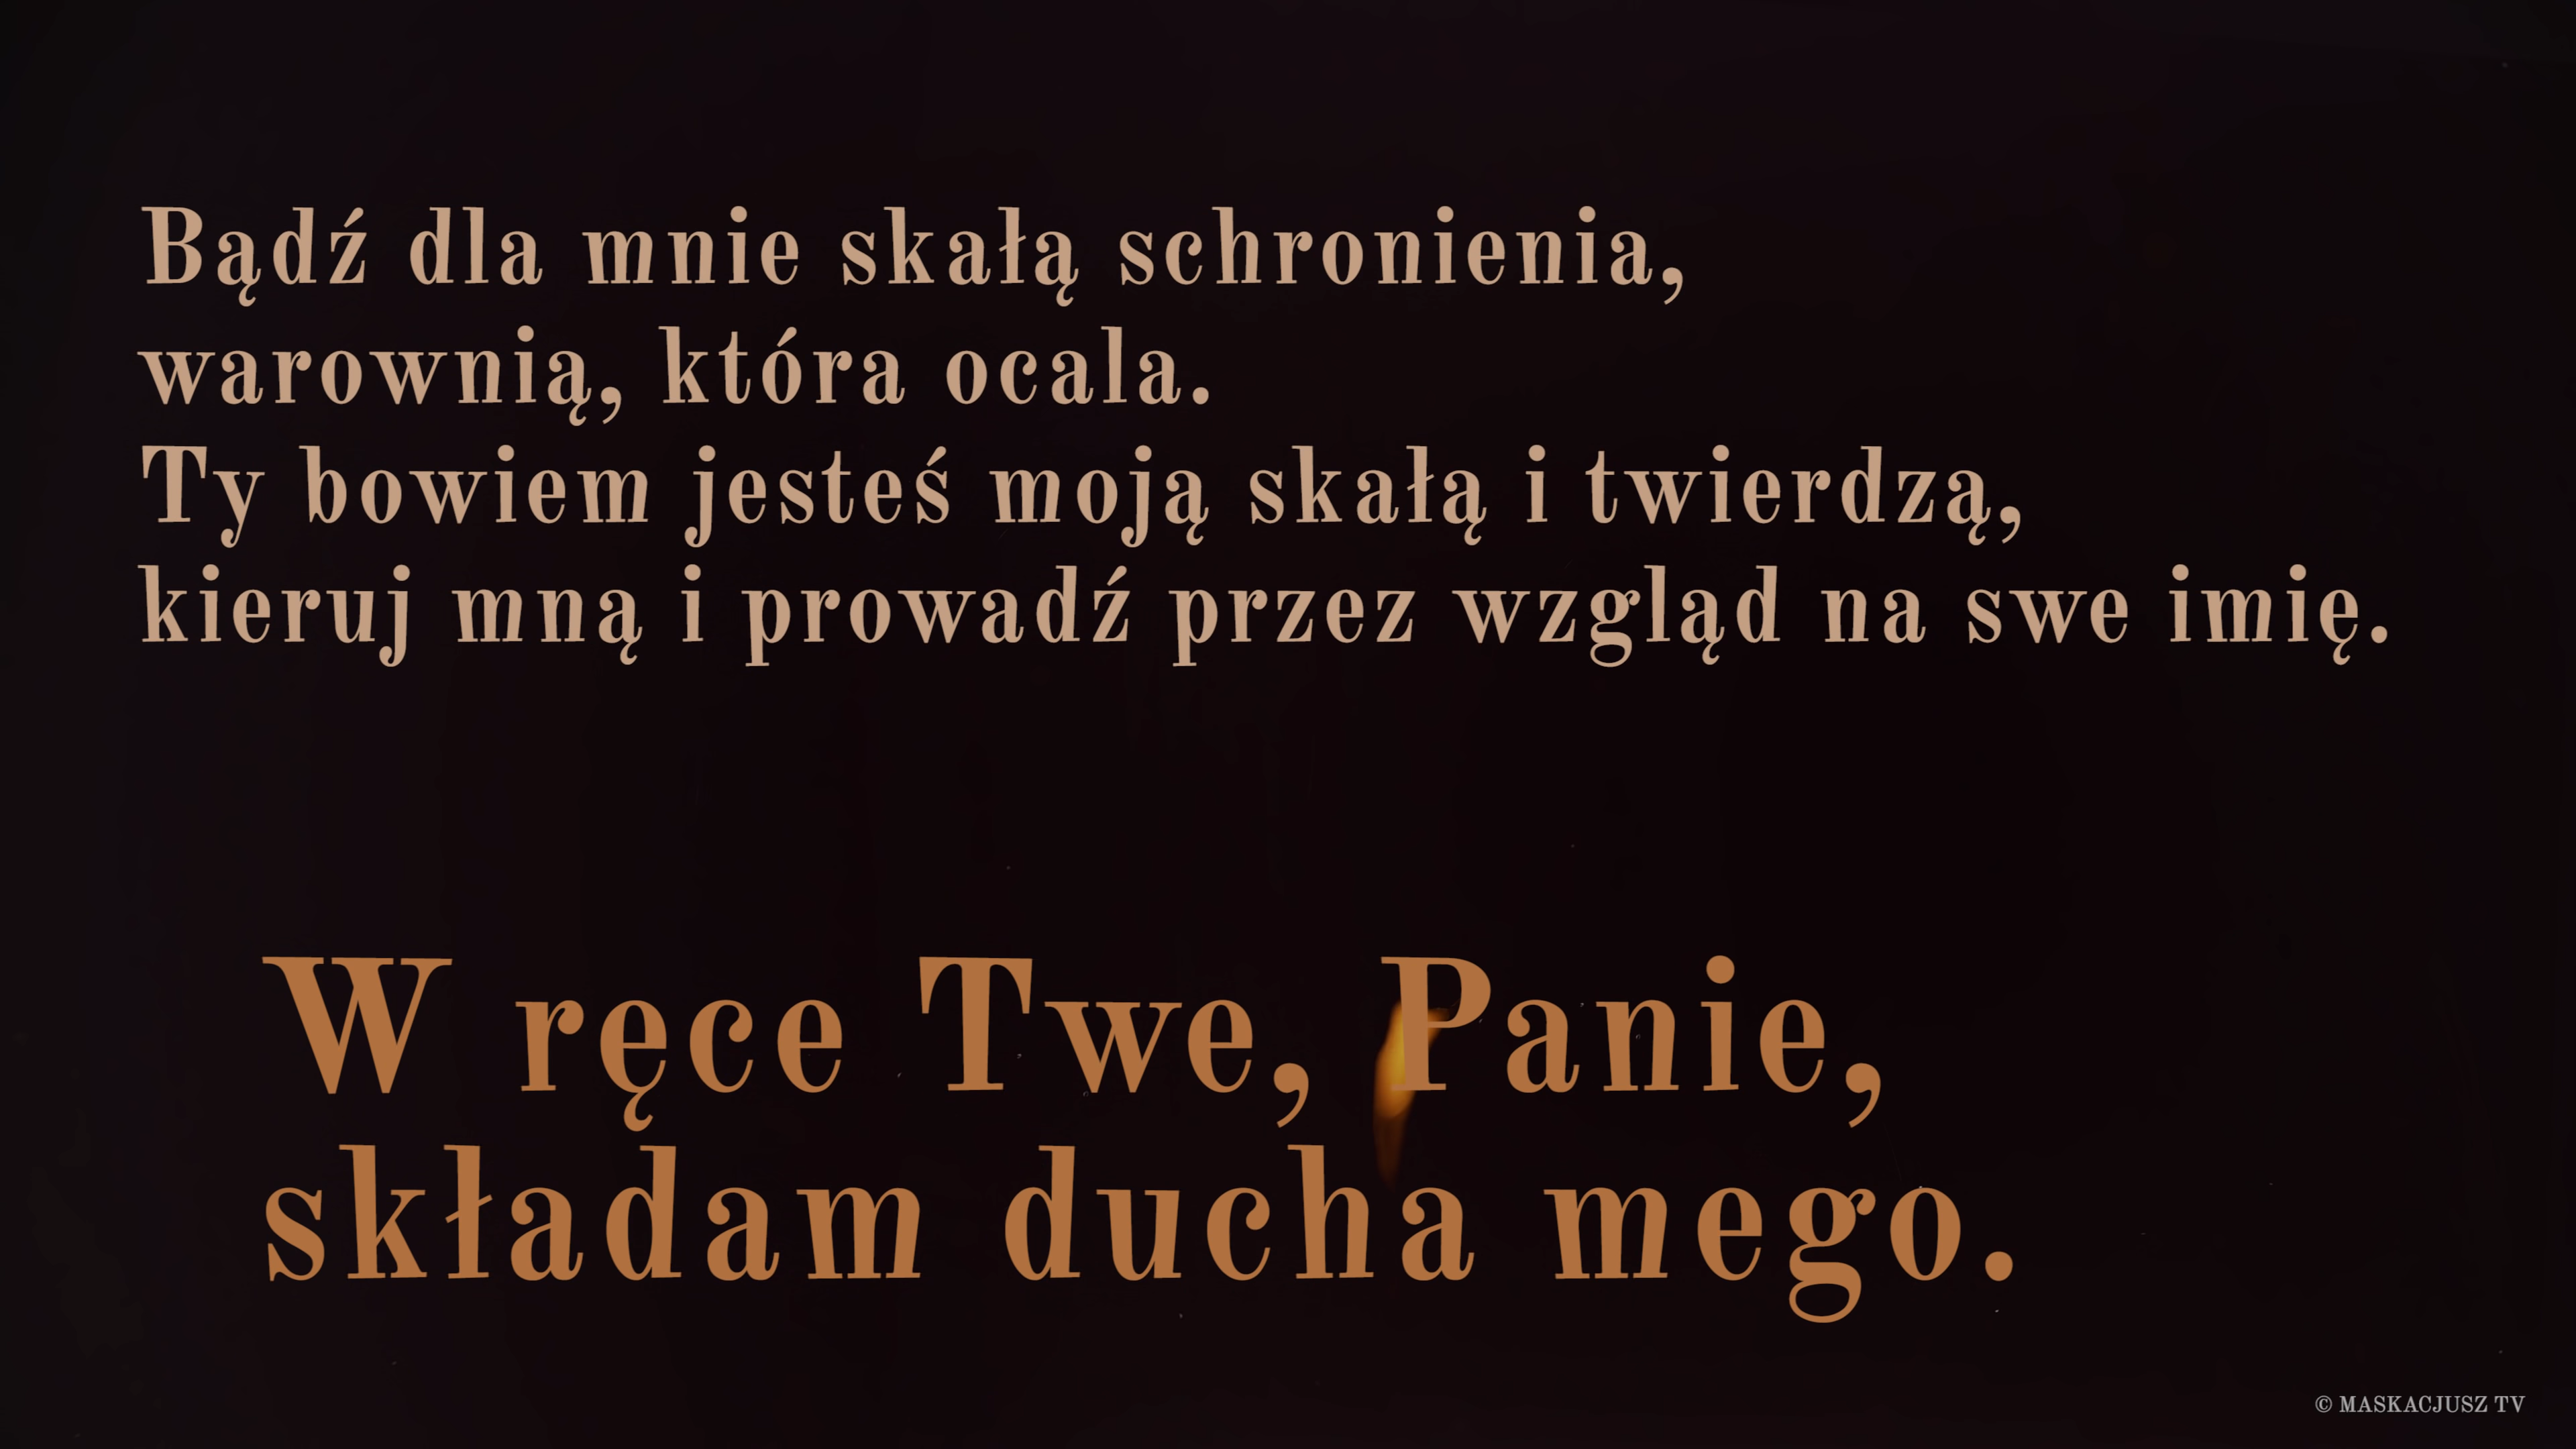 Bądź dla mnie skałą schronienia,
warownią, która ocala.
Ty bowiem jesteś moją skałą i twierdzą,
kieruj mną i prowadź przez wzgląd na swe imię.
W ręce Twe, Panie,
składam ducha mego.
© MASKACJUSZ TV